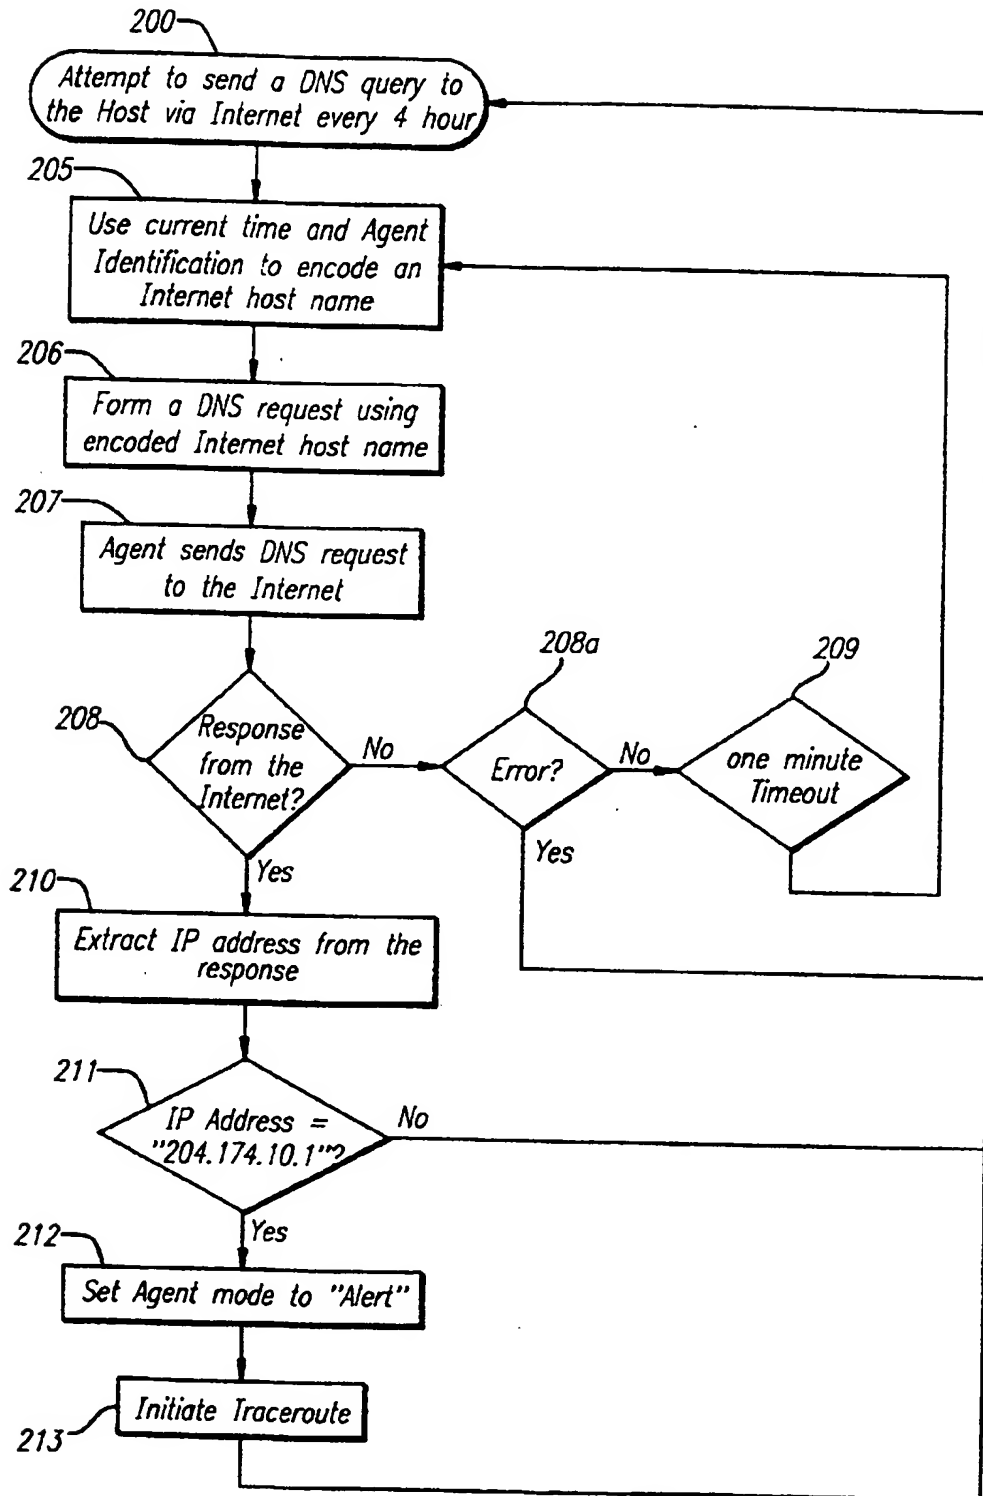 200
Attempt to send a DNS query to
the Host via Internet every 4 hour
205
Use current time and Agent
Identification to encode an
Internet host name
206
Form a DNS request using
encoded Internet host name
207
Agent sends DNS request
to the Internet
208
Response
from the
Internet?
No
208a
Error?
No
209
one minute
Timeout
Yes
Yes
210
Extract IP address from the
response
211
IP Address =
"204.174.10.1"?
No
Yes
212
Set Agent mode to "Alert"
Initiate Traceroute
213